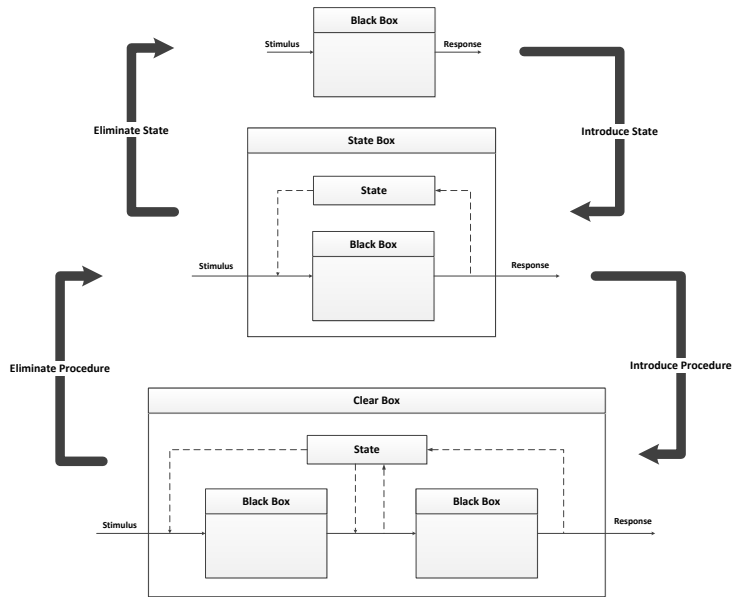 Black Box
Stimulus
Response
Eliminate State
Introduce State
State Box
State
Black Box
Stimulus
Response
Eliminate Procedure
Introduce Procedure
Clear Box
State
Black Box
Black Box
Stimulus
Response